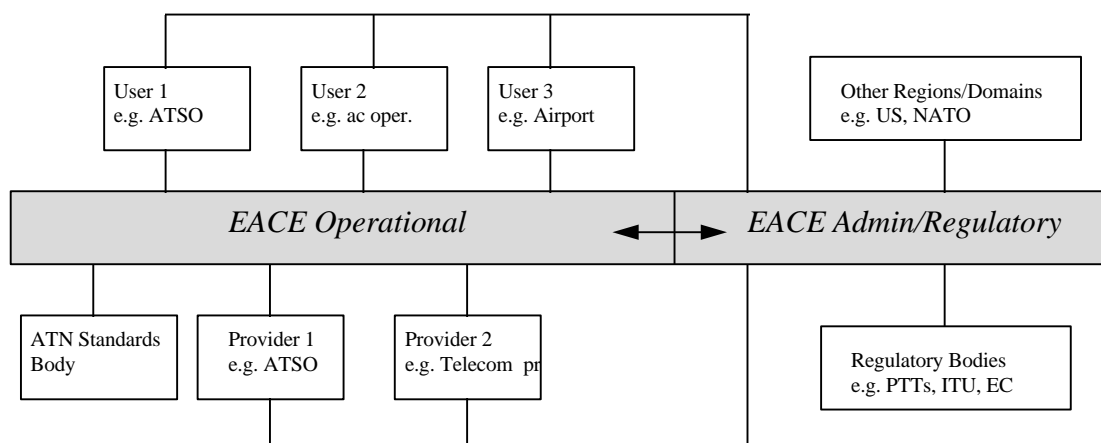 User 1
e.g. ATSO
User 2
e.g. ac oper.
User 3
e.g. Airport
Other Regions/Domains
e.g. US, NATO
EACE Operational
EACE Admin/Regulatory
ATN Standards
Body
Provider 1
e.g. ATSO
Provider 2
e.g. Telecom pr
Regulatory Bodies
e.g. PTTs, ITU, EC